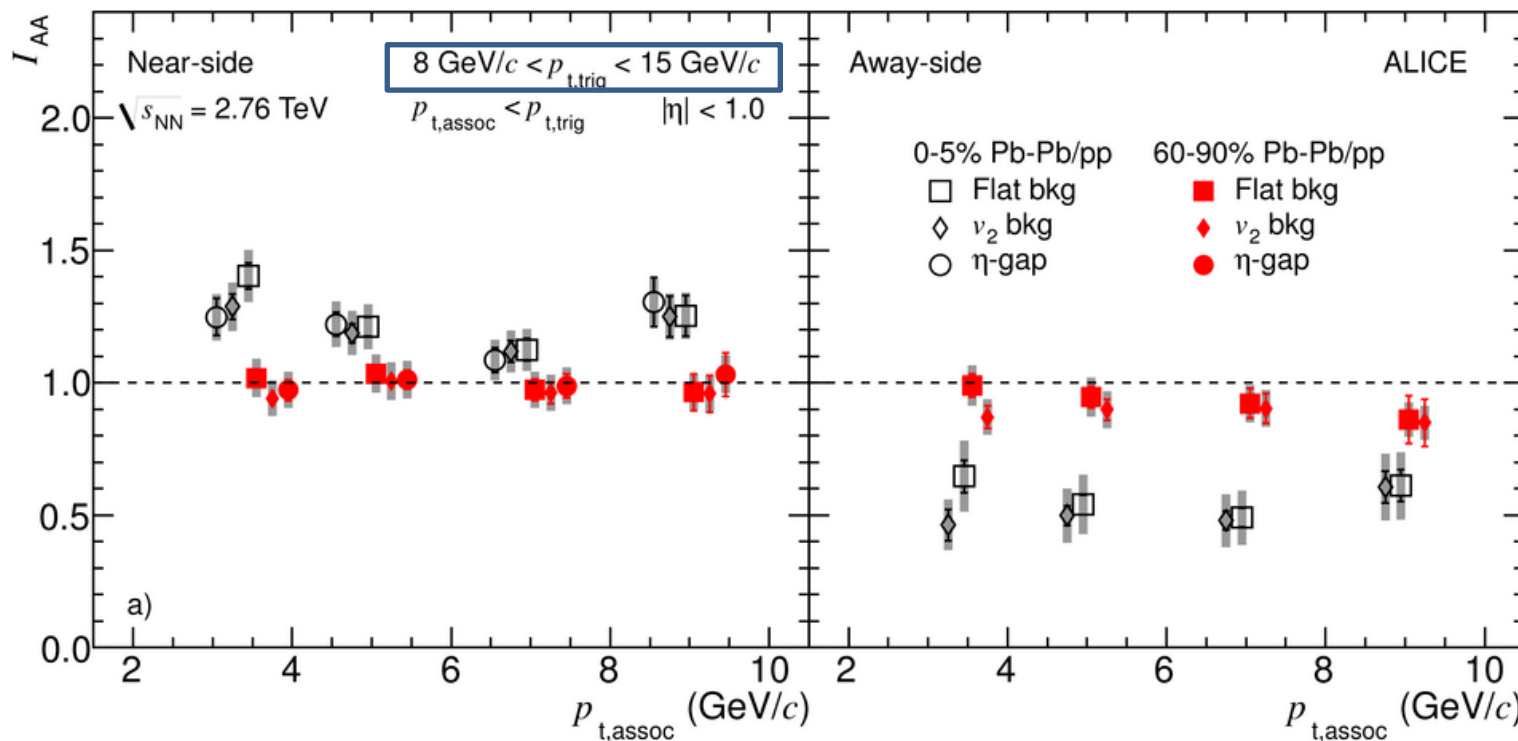 I_AA
Near-side
8 GeV/c < p_t,trig < 15 GeV/c
√s_NN = 2.76 TeV
p_t,assoc < p_t,trig |η| < 1.0
Away-side ALICE
0-5% Pb-Pb/pp 60-90% Pb-Pb/pp
Flat bkg Flat bkg
v_2 bkg v_2 bkg
η-gap η-gap
2.0
1.5
1.0
0.5
0.0
a)
2 4 6 8 10 2 4 6 8 10
p_t,assoc (GeV/c) p_t,assoc (GeV/c)